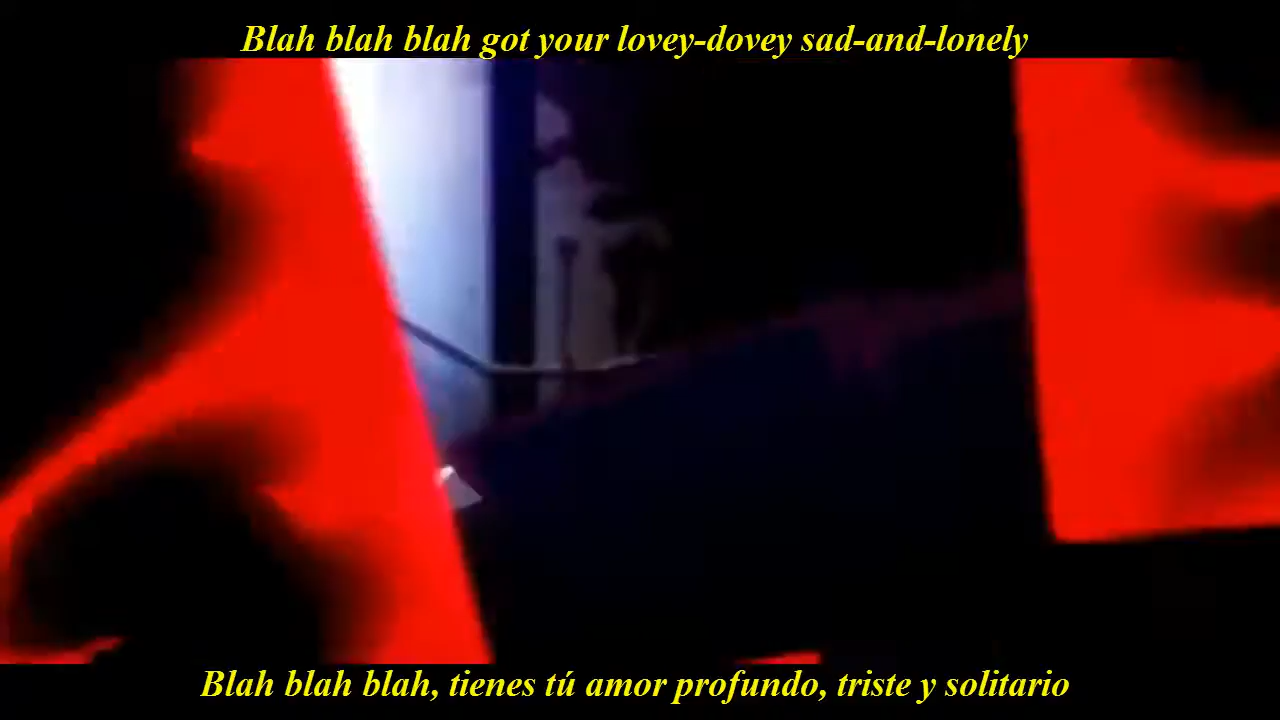 Blah blah blah got your lovey-dovey sad-and-lonely
Blah blah blah, tienes tú amor profundo, triste y solitario